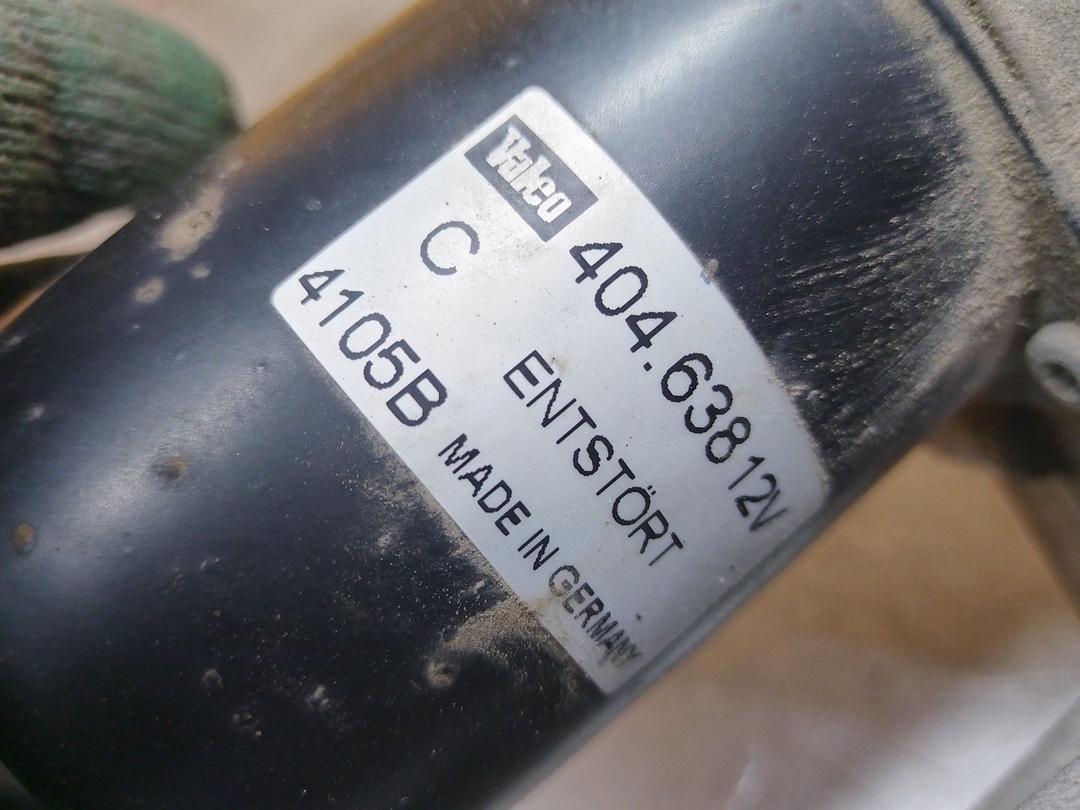 Valeo
404.638 12V
C
ENTSTÖRT
4105B
MADE IN GERMANY